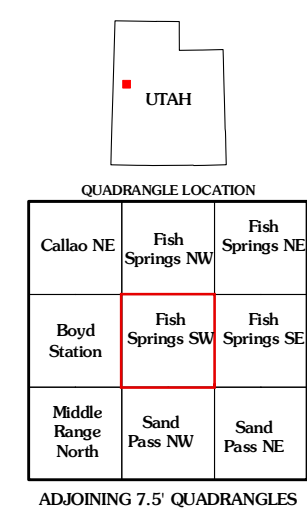 UTAH
QUADRANGLE LOCATION
Callao NE
Fish
Springs NW
Fish
Springs NE
Boyd
Station
Fish
Springs SW
Fish
Springs SE
Middle
Range
North
Sand
Pass NW
Sand
Pass NE
ADJOINING 7.5' QUADRANGLES